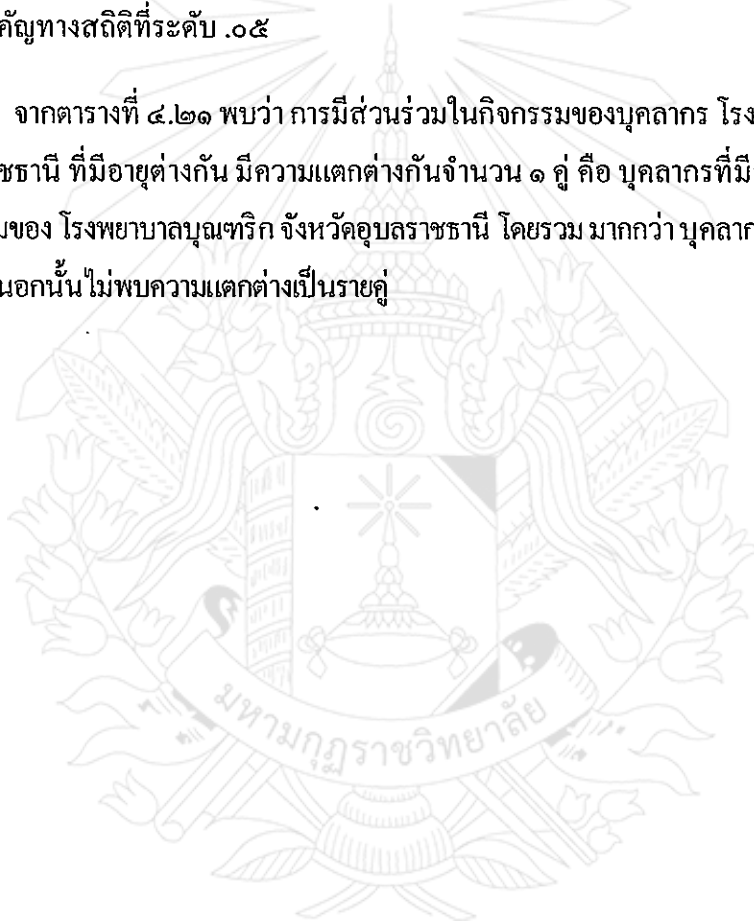 คัญทางสถิติที่ระดับ .๐๕
จากตารางที่ ๔.๒๑ พบว่า การมีส่วนร่วมในกิจกรรมของบุคลากร โรง
ชธานี ที่มีอายุต่างกัน มีความแตกต่างกันจำนวน ๑ คู่ คือ บุคลากรที่มี
มของ โรงพยาบาลบุณฑริก จังหวัดอุบลราชธานี โดยรวม มากกว่า บุคลาก
นอกนั้นไม่พบความแตกต่างเป็นรายคู่
มหามกุฏราชวิทยาลัย